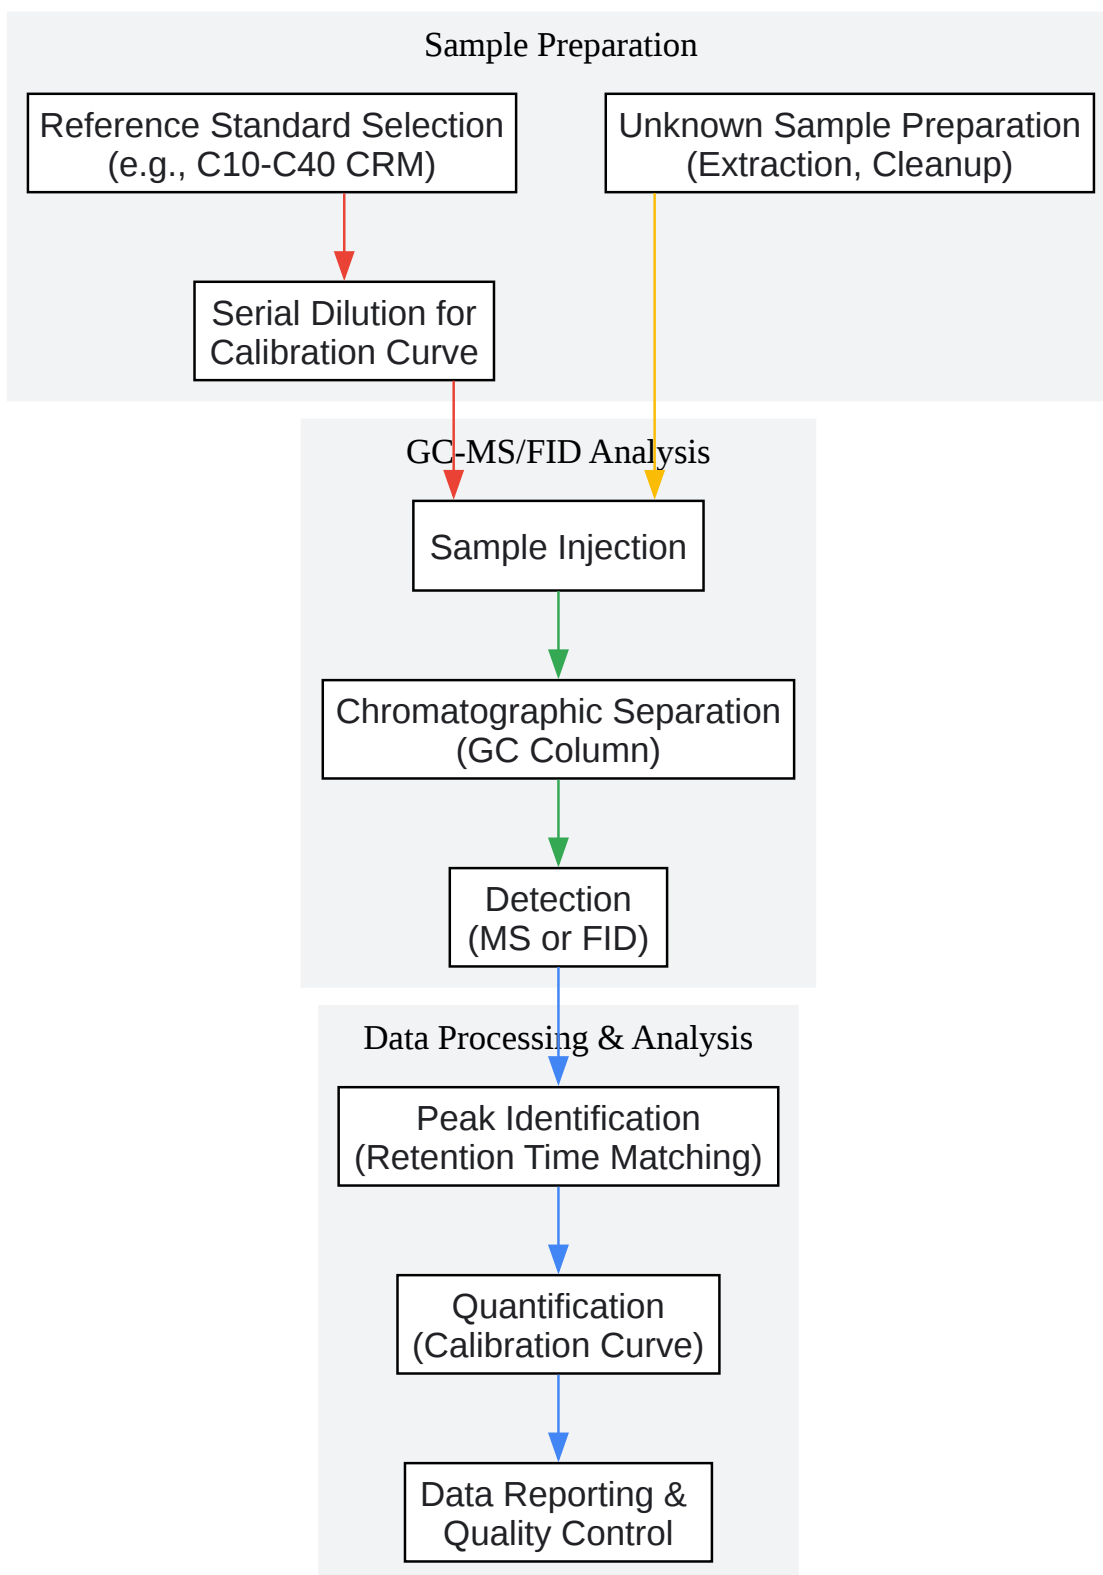 Sample Preparation
Reference Standard Selection
(e.g., C10-C40 CRM)
Unknown Sample Preparation
(Extraction, Cleanup)
Serial Dilution for
Calibration Curve
GC-MS/FID Analysis
Sample Injection
Chromatographic Separation
(GC Column)
Detection
(MS or FID)
Data Processing & Analysis
Peak Identification
(Retention Time Matching)
Quantification
(Calibration Curve)
Data Reporting &
Quality Control